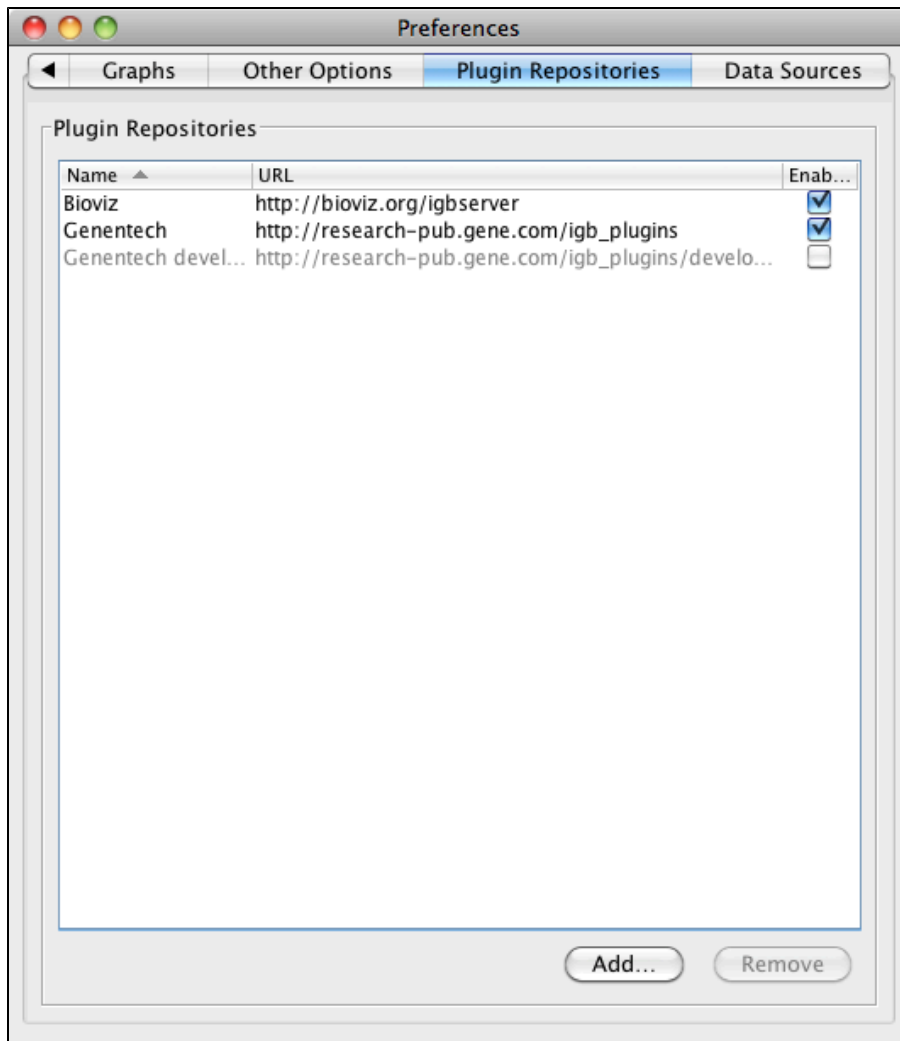 Preferences
Graphs Other Options Plugin Repositories Data Sources
Plugin Repositories
Name URL Enab...
Bioviz http://bioviz.org/igbserver
Genentech http://research-pub.gene.com/igb_plugins
Genentech devel... http://research-pub.gene.com/igb_plugins/develo...
Add... Remove